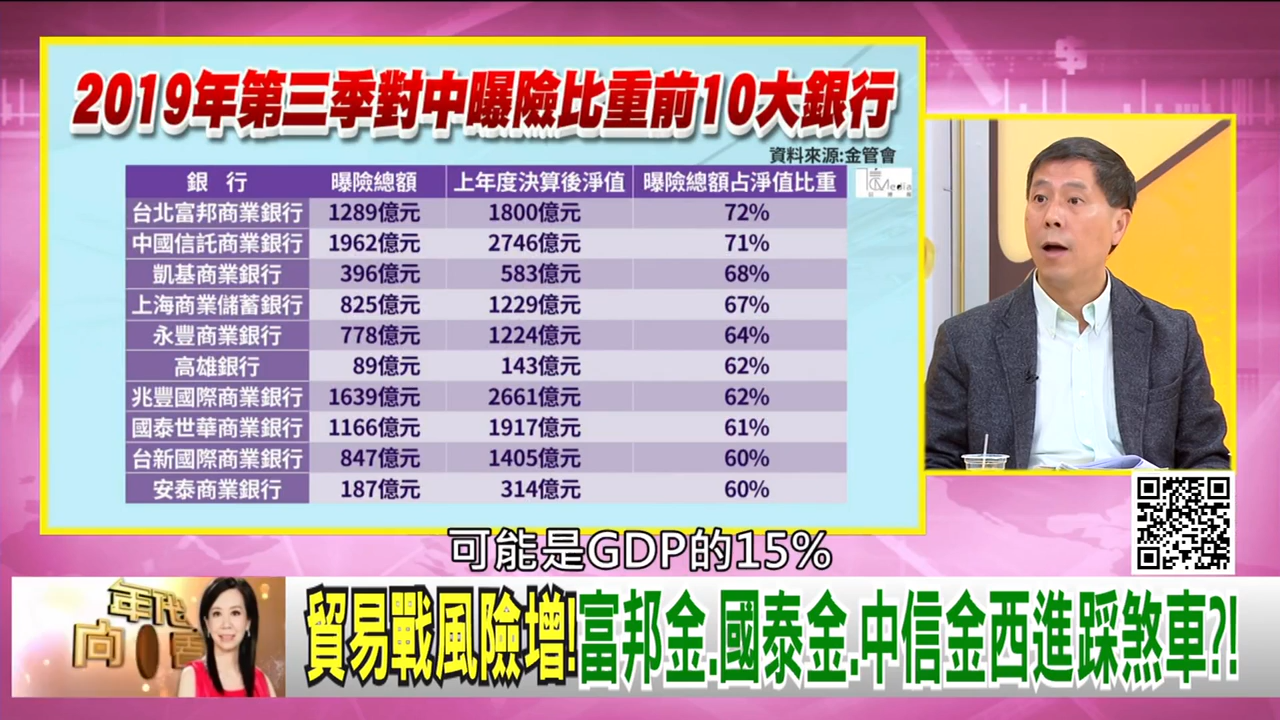 2019年第三季對中曝險比重前10大銀行
資料來源:金管會
銀 行 曝險總額 上年度決算後淨值 曝險總額占淨值比重
台北富邦商業銀行 1289億元 1800億元 72%
中國信託商業銀行 1962億元 2746億元 71%
凱基商業銀行 396億元 583億元 68%
上海商業儲蓄銀行 825億元 1229億元 67%
永豐商業銀行 778億元 1224億元 64%
高雄銀行 89億元 143億元 62%
兆豐國際商業銀行 1639億元 2661億元 62%
國泰世華商業銀行 1166億元 1917億元 61%
台新國際商業銀行 847億元 1405億元 60%
安泰商業銀行 187億元 314億元 60%
可能是GDP的15%
年代
向
貿易戰風險增!富邦金.國泰金.中信金西進踩煞車?!